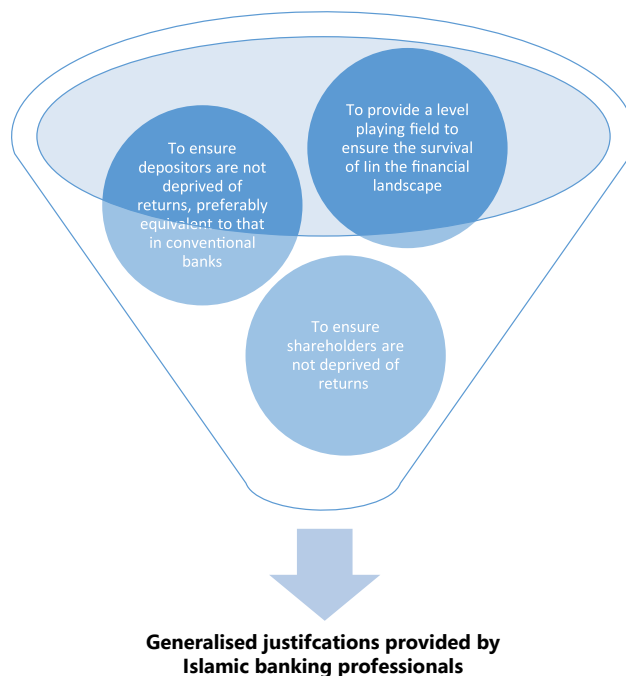 To ensure
depositors are not
deprived of
returns, preferably
equivalent to that
in conventional
banks
To provide a level
playing field to
ensure the survival
of Iin the financial
landscape
To ensure
shareholders are
not deprived of
returns
Generalised justifcations provided by
Islamic banking professionals